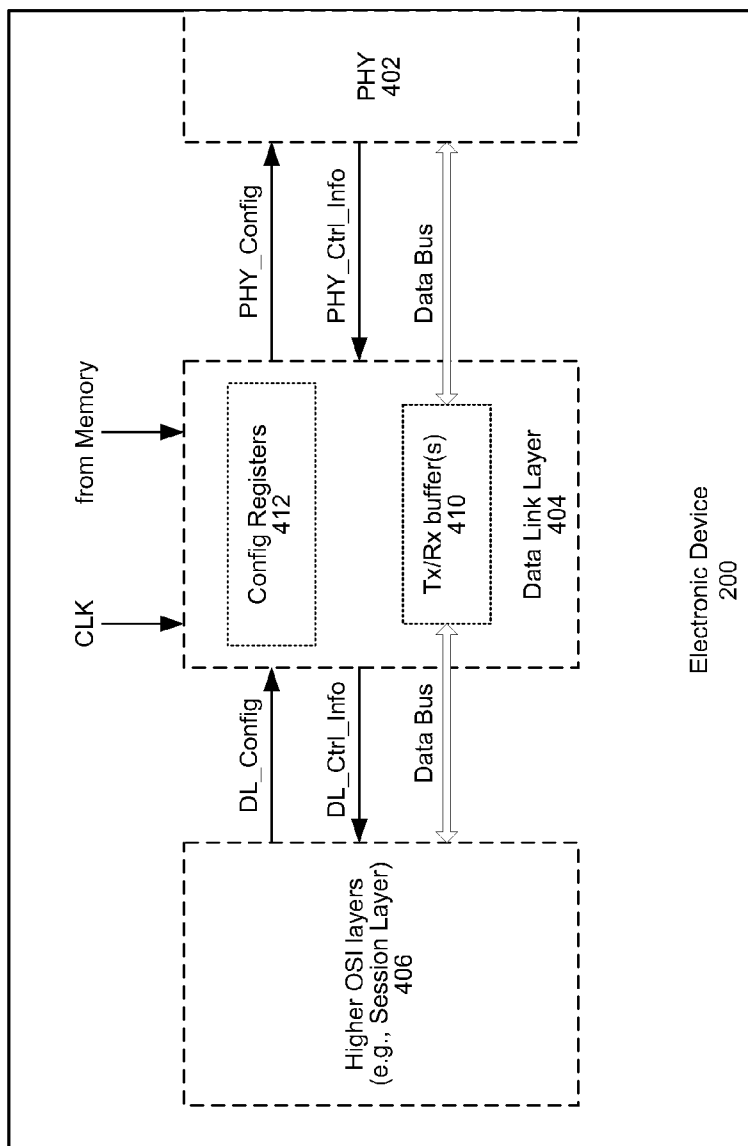 CLK
from Memory
Higher OSI layers
(e.g., Session Layer)
406
DL_Config
DL_Ctrl_Info
Data Bus
Config Registers
412
Tx/Rx buffer(s)
410
Data Link Layer
404
PHY_Config
PHY_Ctrl_Info
Data Bus
PHY
402
Electronic Device
200